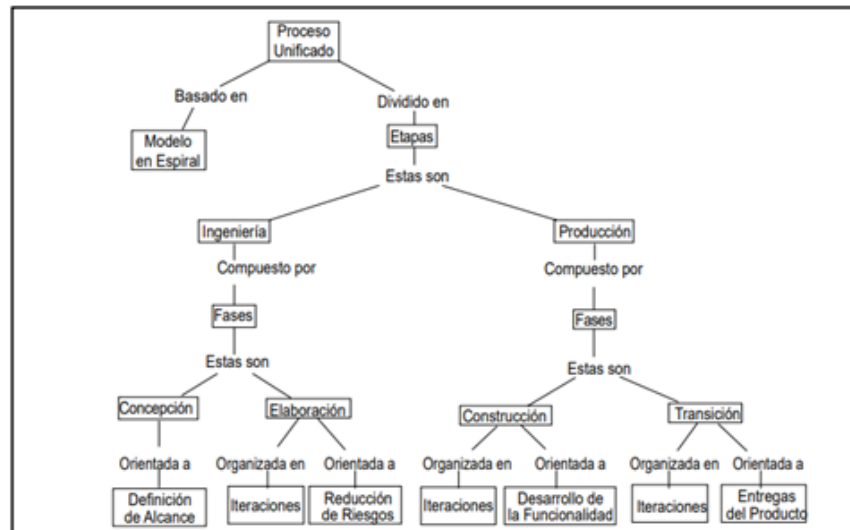 Proceso
Unificado
Basado en
Dividido en
Modelo
en Espiral
Etapas
Estas son
Ingeniería
Producción
Compuesto por
Compuesto por
Fases
Fases
Estas son
Estas son
Concepción
Elaboración
Construcción
Transición
Orientada a
Organizada en
Orientada a
Organizada en
Orientada a
Organizada en
Orientada a
Definición
de Alcance
Iteraciones
Reducción
de Riesgos
Iteraciones
Desarrollo de
la Funcionalidad
Iteraciones
Entregas
del Producto